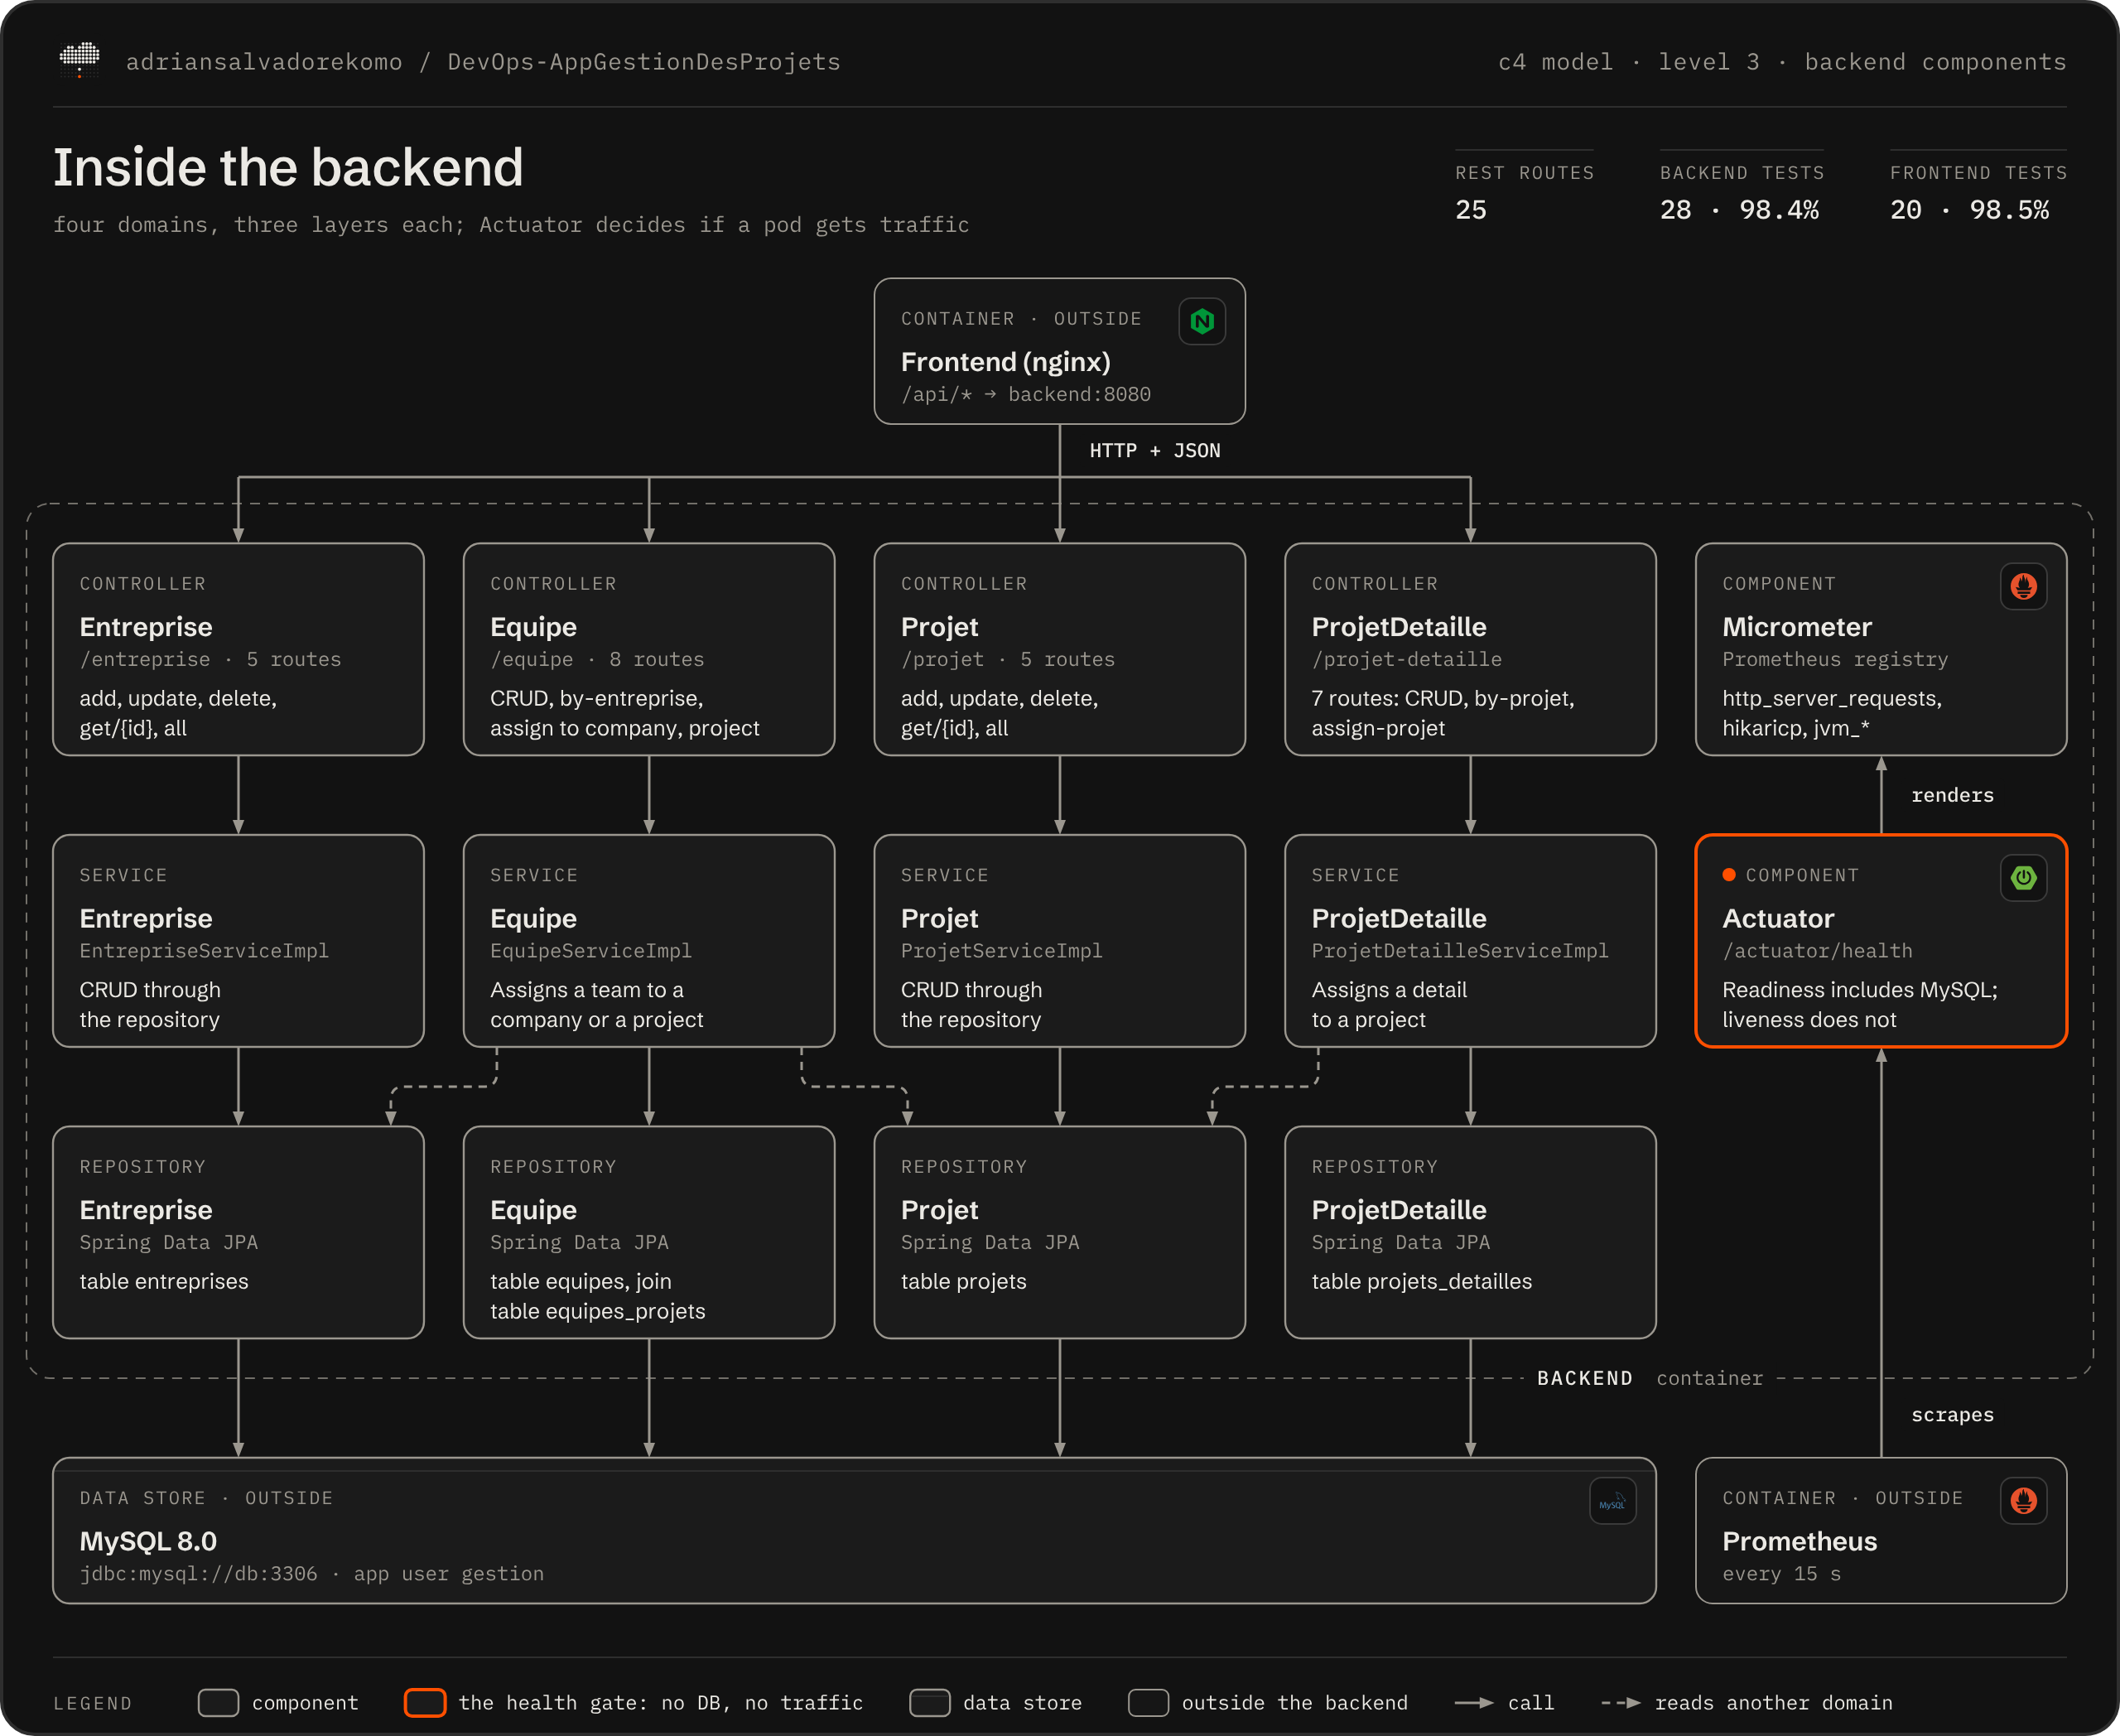 adriansalvadorekomo / DevOps-AppGestionDesProjets
c4 model · level 3 · backend components
Inside the backend
four domains, three layers each; Actuator decides if a pod gets traffic
REST ROUTES
25
BACKEND TESTS
28 · 98.4%
FRONTEND TESTS
20 · 98.5%
CONTAINER · OUTSIDE
Frontend (nginx)
/api/* → backend:8080
HTTP + JSON
CONTROLLER
Entreprise
/entreprise · 5 routes
add, update, delete,
get/{id}, all
CONTROLLER
Equipe
/equipe · 8 routes
CRUD, by-entreprise,
assign to company, project
CONTROLLER
Projet
/projet · 5 routes
add, update, delete,
get/{id}, all
CONTROLLER
ProjetDetaille
/projet-detaille
7 routes: CRUD, by-projet,
assign-projet
COMPONENT
Micrometer
Prometheus registry
http_server_requests,
hikaricp, jvm_*
renders
SERVICE
Entreprise
EntrepriseServiceImpl
CRUD through
the repository
SERVICE
Equipe
EquipeServiceImpl
Assigns a team to a
company or a project
SERVICE
Projet
ProjetServiceImpl
CRUD through
the repository
SERVICE
ProjetDetaille
ProjetDetailleServiceImpl
Assigns a detail
to a project
COMPONENT
Actuator
/actuator/health
Readiness includes MySQL;
liveness does not
REPOSITORY
Entreprise
Spring Data JPA
table entreprises
REPOSITORY
Equipe
Spring Data JPA
table equipes, join
table equipes_projets
REPOSITORY
Projet
Spring Data JPA
table projets
REPOSITORY
ProjetDetaille
Spring Data JPA
table projets_detailles
BACKEND container
scrapes
DATA STORE · OUTSIDE
MySQL
MySQL 8.0
jdbc:mysql://db:3306 · app user gestion
CONTAINER · OUTSIDE
Prometheus
every 15 s
LEGEND
component
the health gate: no DB, no traffic
data store
outside the backend
call
reads another domain